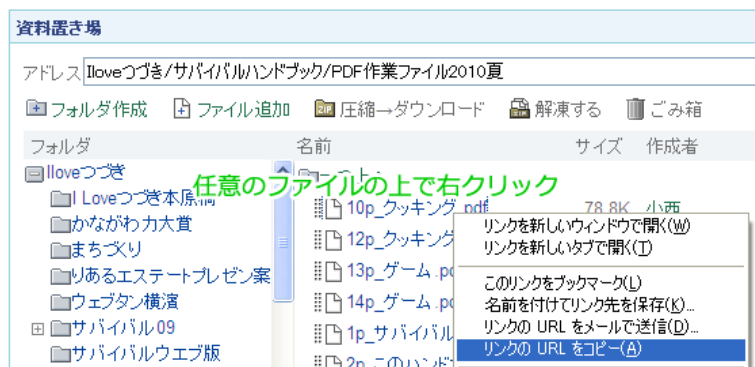 資料置き場
アドレス Iloveつづき/サバイバルハンドブック/PDF作業ファイル2010夏
フォルダ作成 ファイル追加 圧縮→ダウンロード 解凍する ごみ箱
フォルダ 名前 サイズ 作成者
Iloveつづき
任意のファイルの上で右クリック
I Loveつづき本原稿
かながわ力大賞
まちづくり
りあるエステートプレゼン案
ウェブタン横濱
サバイバル09
サバイバルウエブ版
10p_クッキング.pdf 78.8K 小西
12p_クッキング
13p_ゲーム.pd
14p_ゲーム.pd
1p_サバイバル
2p_このハンド
リンクを新しいウィンドウで開く(W)
リンクを新しいタブで開く(T)
このリンクをブックマーク(L)
名前を付けてリンク先を保存(K)...
リンクの URL をメールで送信(D)...
リンクの URL をコピー(A)